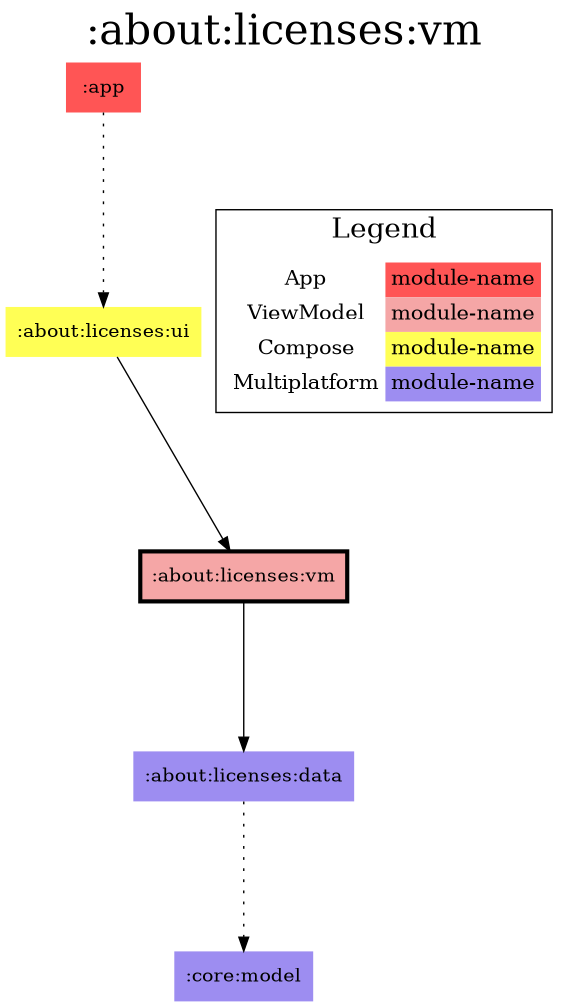 :about:licenses:vm
:app
Legend
App module-name
ViewModel module-name
Compose module-name
Multiplatform module-name
:about:licenses:ui
:about:licenses:vm
:about:licenses:data
:core:model